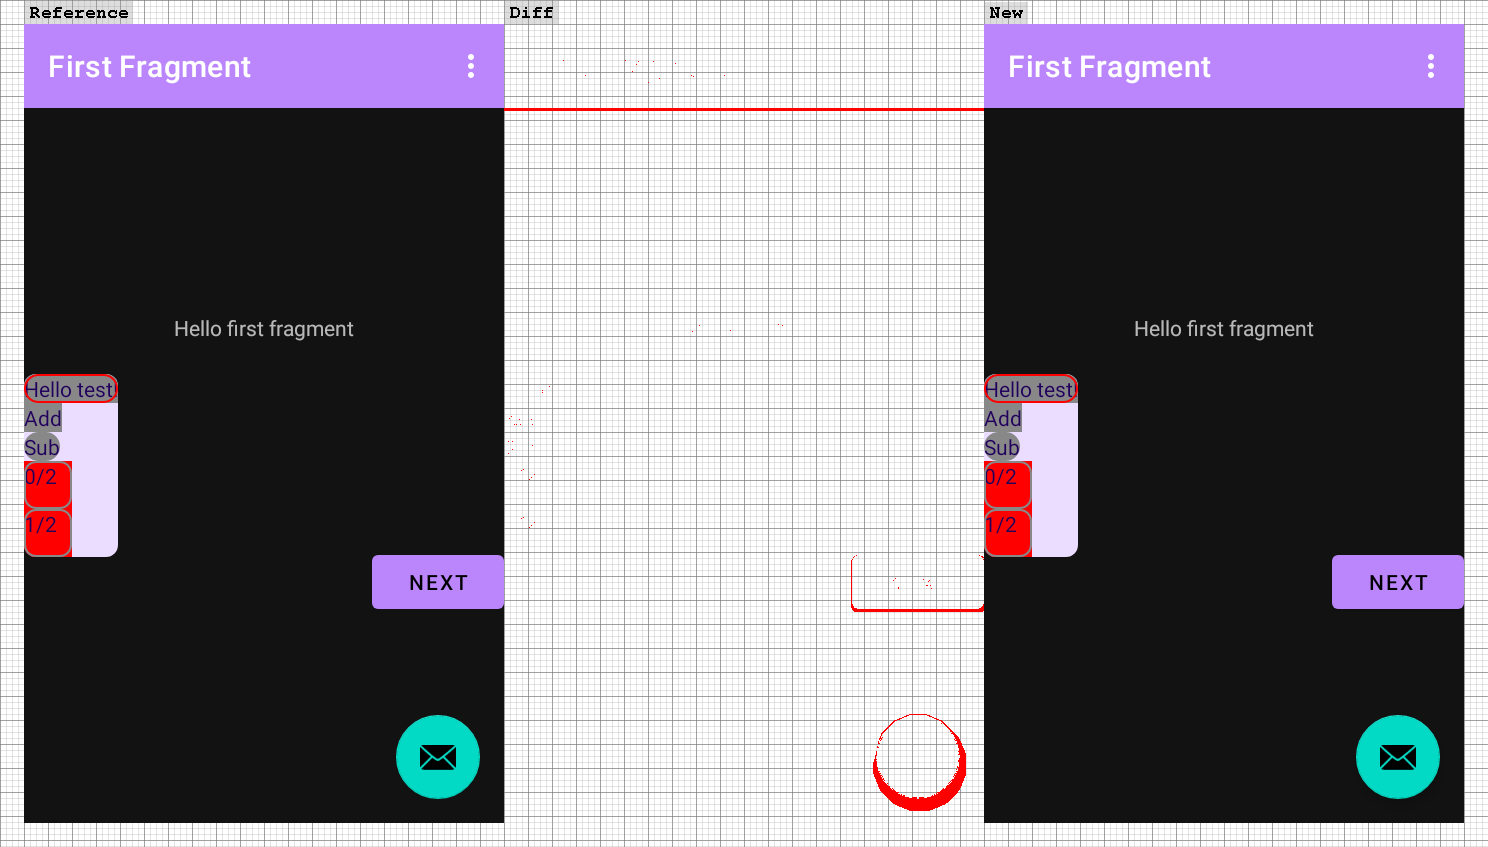 Reference
Diff
New
First Fragment
Hello first fragment
Hello test!
Add
Sub
0/2
1/2
NEXT
First Fragment
Hello first fragment
Hello test!
Add
Sub
0/2
1/2
NEXT